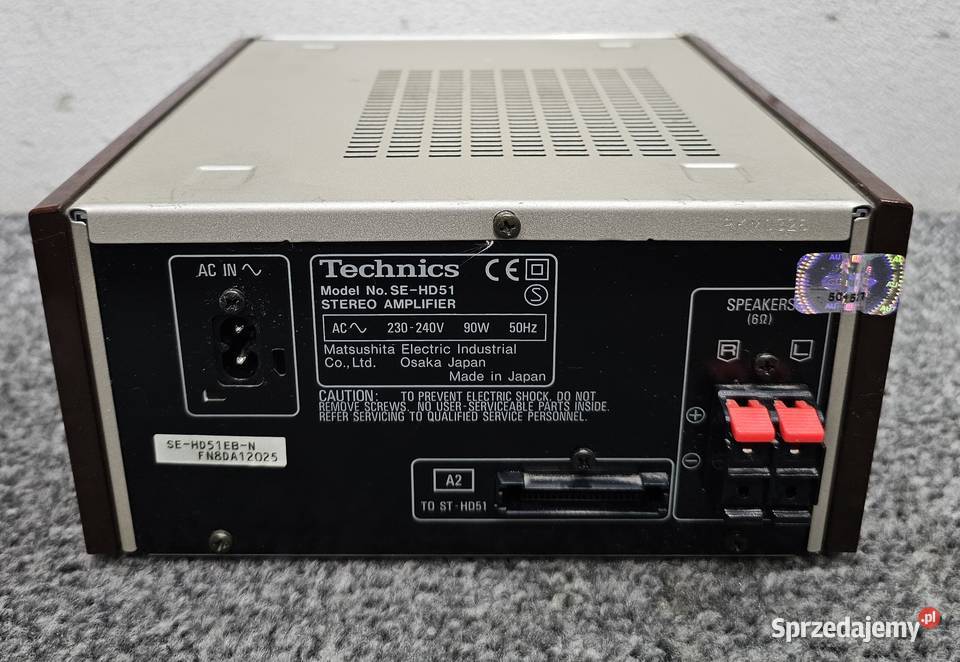 AC IN
Technics CE
Model No. SE-HD51
STEREO AMPLIFIER
S
AC 230-240V 90W 50Hz
Matsushita Electric Industrial
Co., Ltd. Osaka Japan
Made in Japan
CAUTION: TO PREVENT ELECTRIC SHOCK, DO NOT
REMOVE SCREWS. NO USER-SERVICEABLE PARTS INSIDE.
REFER SERVICING TO QUALIFIED SERVICE PERSONNEL.
SE-HD51EB-N
FN8DA12025
A2
TO ST-HD51
SPEAKERS
(6Ω)
R L
+
-
Sprzedajemy.pl